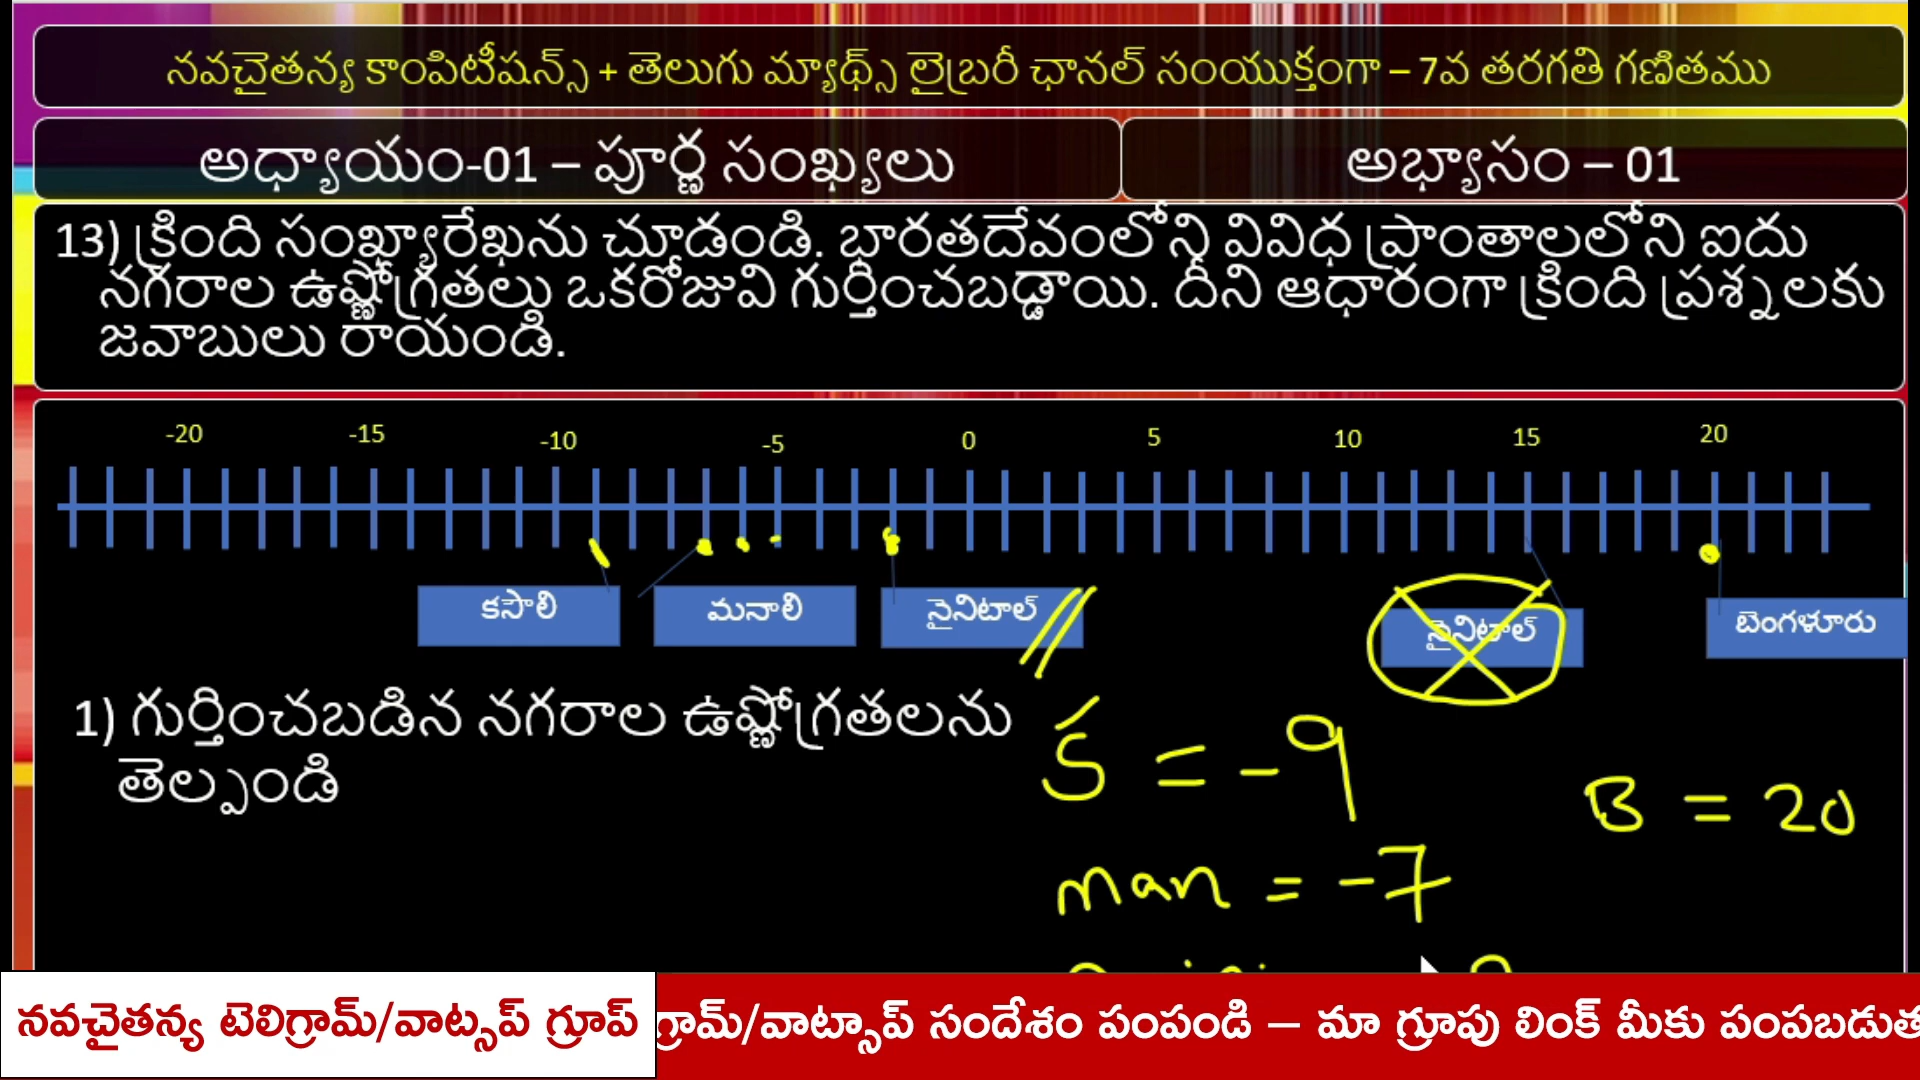 నవచైతన్య కాంపిటీషన్స్ + తెలుగు మ్యాథ్స్ లైబ్రరీ ఛానల్ సంయుక్తంగా – 7వ తరగతి గణితము
అధ్యాయం-01 – పూర్ణ సంఖ్యలు
అభ్యాసం – 01
13) క్రింది సంఖ్యారేఖను చూడండి. భారతదేవంలోని వివిధ ప్రాంతాలలోని ఐదు
నగరాల ఉష్ణోగ్రతల్ను ఒకరోజువి గుర్తించబడ్డాయి. దీని ఆధారంగా క్రింది ప్రశ్నలకు
జవాబులు రాయండి.
-20 -15 -10 -5 0 5 10 15 20
కసౌలి మనాలి నైనిటాల్ నైనిటాల్ బెంగళూరు
1) గుర్తించబడిన నగరాల ఉష్ణోగ్రతలను
తెల్పండి
= -9
B = 20
man = -7
నవచైతన్య టెలిగ్రామ్/వాట్సప్ గ్రూప్
గ్రామ్/వాట్సాప్ సందేశం పంపండి – మా గ్రూపు లింక్ మీకు పంపబడుత